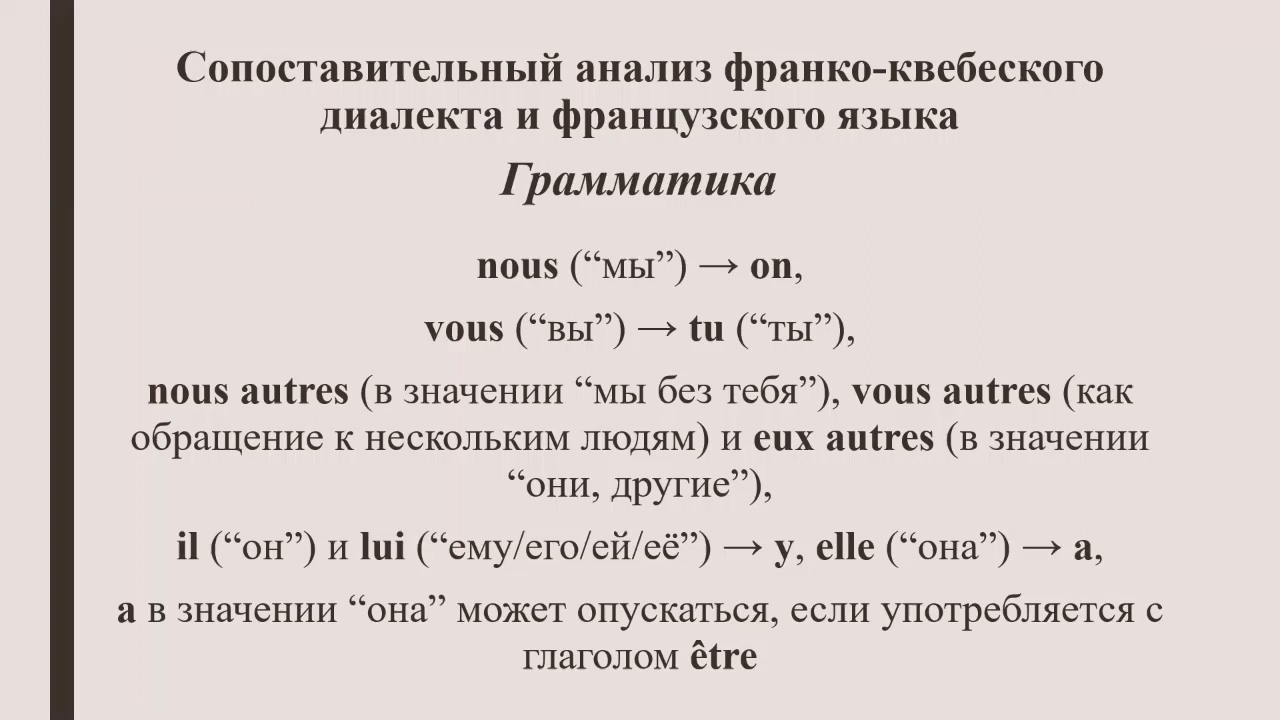 Сопоставительный анализ франко-квебеского
диалекта и французского языка
Грамматика
nous (“мы”) → on,
vous (“вы”) → tu (“ты”),
nous autres (в значении “мы без тебя”), vous autres (как
обращение к нескольким людям) и eux autres (в значении
“они, другие”),
il (“он”) и lui (“ему/его/ей/её”) → y, elle (“она”) → a,
a в значении “она” может опускаться, если употребляется с
глаголом être